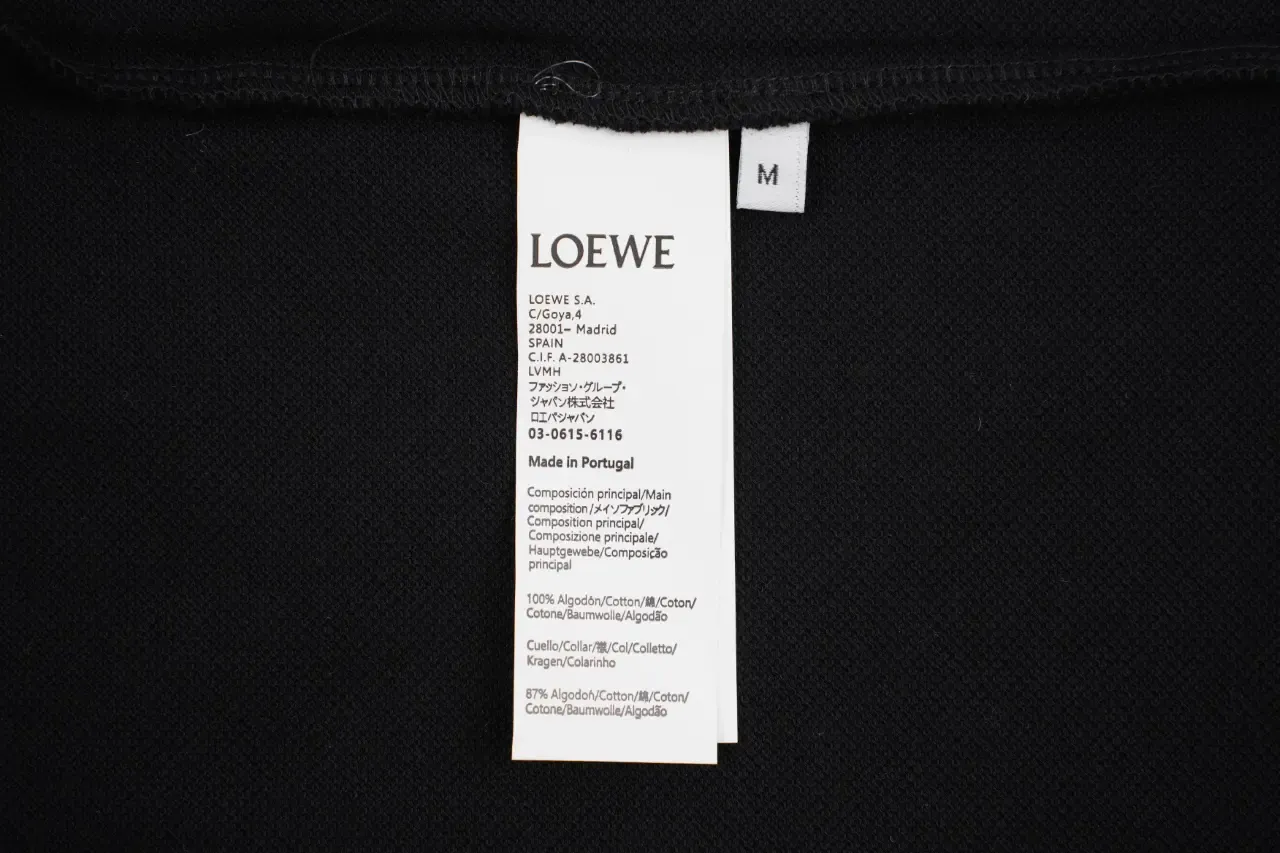 M
LOEWE
LOEWE S.A.
C/Goya,4
28001– Madrid
SPAIN
C.I.F. A-28003861
LVMH
ファッション・グループ・
ジャパン株式会社
ロエベジャパン
03-0615-6116
Made in Portugal
Composición principal/Main
composition/メイソファブリック/
Composition principal/
Composizione principale/
Hauptgewebe/Composição
principal
100% Algodón/Cotton/綿/Coton/
Cotone/Baumwolle/Algodão
Cuello/Collar/襟/Col/Colletto/
Kragen/Colarinho
87% Algodón/Cotton/綿/Coton/
Cotone/Baumwolle/Algodão